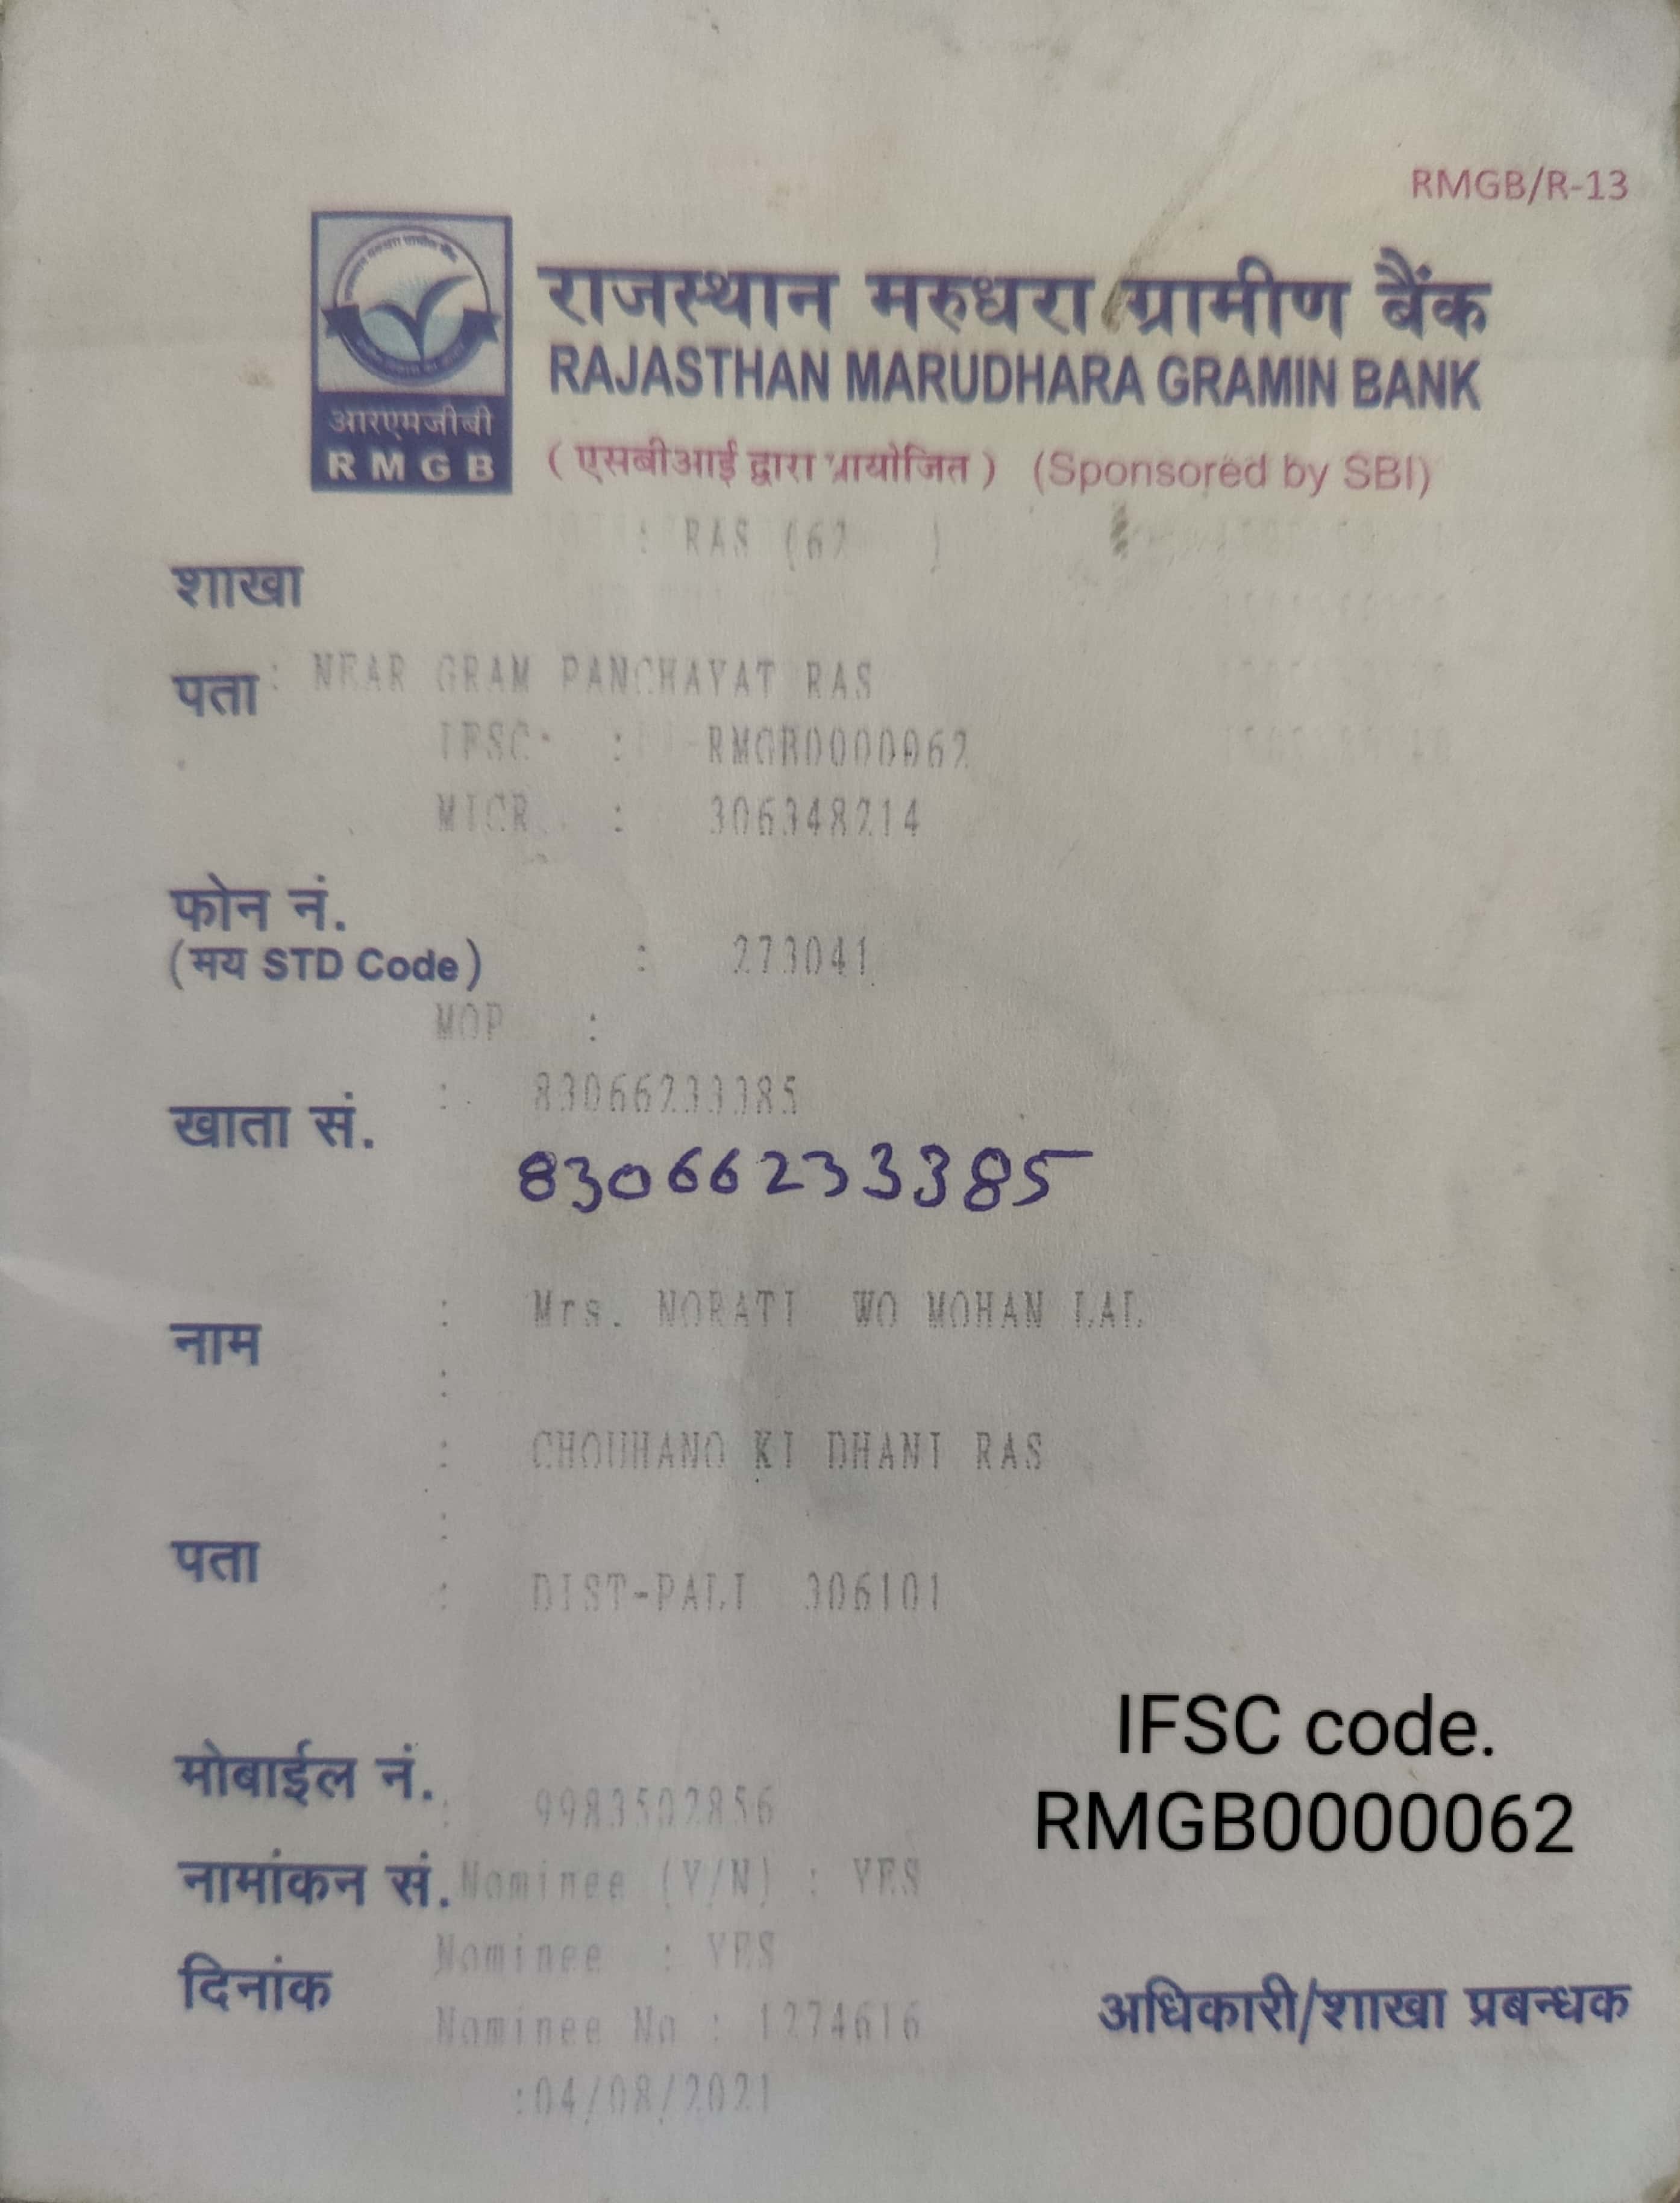 RMGB/R-13
राजस्थान मरुधरा ग्रामीण बैंक
RAJASTHAN MARUDHARA GRAMIN BANK
आरएमजीबी
RMGB
(एसबीआई द्वारा प्रायोजित) (Sponsored by SBI)
: RAS (62 )
शाखा
पता : NEAR GRAM PANCHAYAT RAS
IFSC : RMGB0000062
MICR : 306348214
फोन नं.
(मय STD Code) : 273041
MOP :
खाता सं. : 83066233385
83066233385
नाम : Mrs. NORATI WO MOHAN LAL
:
: CHOUHANO KI DHANI RAS
:
पता : DIST-PALI 306101
IFSC code.
RMGB0000062
मोबाईल नं. : 9983502856
नामांकन सं. Nominee (Y/N) : YES
Nominee : YES
दिनांक
Nominee No : 1274616
अधिकारी/शाखा प्रबन्धक
:04/08/2021